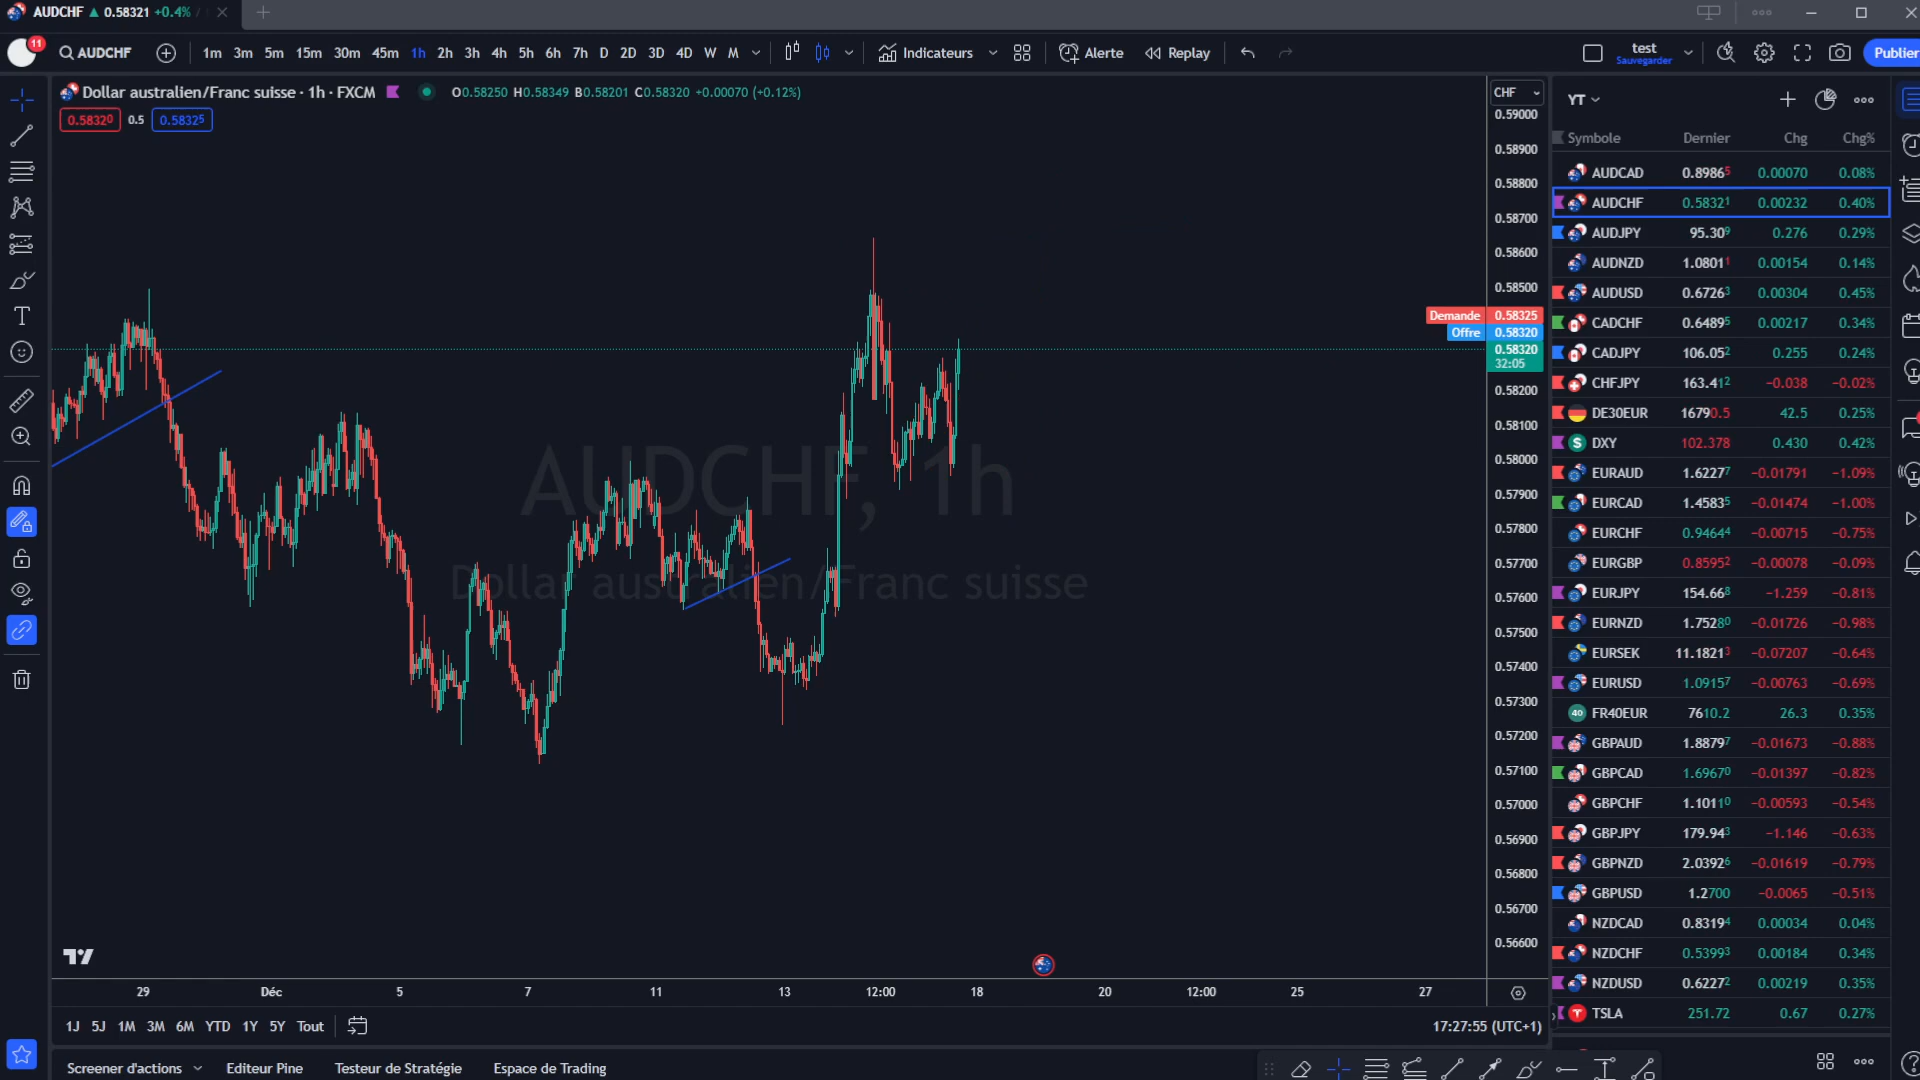 AUDCHF ▲ 0.58321 +0.4% /
11
AUDCHF 1m 3m 5m 15m 30m 45m 1h 2h 3h 4h 5h 6h 7h D 2D 3D 4D W M Indicateurs Alerte Replay test Sauvegarder Publier
Dollar australien/Franc suisse · 1h · FXCM O0.58250 H0.58349 B0.58201 C0.58320 +0.00070 (+0.12%)
0.58320 0.5 0.58325
CHF
0.59000
0.58900
0.58800
0.58700
0.58600
0.58500
Demande 0.58325
Offre 0.58320
0.58320
32:05
0.58200
0.58100
0.58000
0.57900
0.57800
0.57700
0.57600
0.57500
0.57400
0.57300
0.57200
0.57100
0.57000
0.56900
0.56800
0.56700
0.56600
AUDCHF, 1h
Dollar australien/Franc suisse
29 Déc 5 7 11 13 12:00 18 20 12:00 25 27
1J 5J 1M 3M 6M YTD 1Y 5Y Tout
17:27:55 (UTC+1)
Screener d'actions Editeur Pine Testeur de Stratégie Espace de Trading
YT
Symbole Dernier Chg Chg%
AUDCAD 0.89865 0.00070 0.08%
AUDCHF 0.58321 0.00232 0.40%
AUDJPY 95.309 0.276 0.29%
AUDNZD 1.08011 0.00154 0.14%
AUDUSD 0.67263 0.00304 0.45%
CADCHF 0.64895 0.00217 0.34%
CADJPY 106.052 0.255 0.24%
CHFJPY 163.412 −0.038 −0.02%
DE30EUR 16790.5 42.5 0.25%
DXY 102.378 0.430 0.42%
EURAUD 1.62277 −0.01791 −1.09%
EURCAD 1.45835 −0.01474 −1.00%
EURCHF 0.94644 −0.00715 −0.75%
EURGBP 0.85952 −0.00078 −0.09%
EURJPY 154.668 −1.259 −0.81%
EURNZD 1.75280 −0.01726 −0.98%
EURSEK 11.18213 −0.07207 −0.64%
EURUSD 1.09157 −0.00763 −0.69%
40 FR40EUR 7610.2 26.3 0.35%
GBPAUD 1.88797 −0.01673 −0.88%
GBPCAD 1.69670 −0.01397 −0.82%
GBPCHF 1.10110 −0.00593 −0.54%
GBPJPY 179.943 −1.146 −0.63%
GBPNZD 2.03926 −0.01619 −0.79%
GBPUSD 1.2700 −0.0065 −0.51%
NZDCAD 0.83194 0.00034 0.04%
NZDCHF 0.53993 0.00184 0.34%
NZDUSD 0.62272 0.00219 0.35%
TSLA 251.72 0.67 0.27%